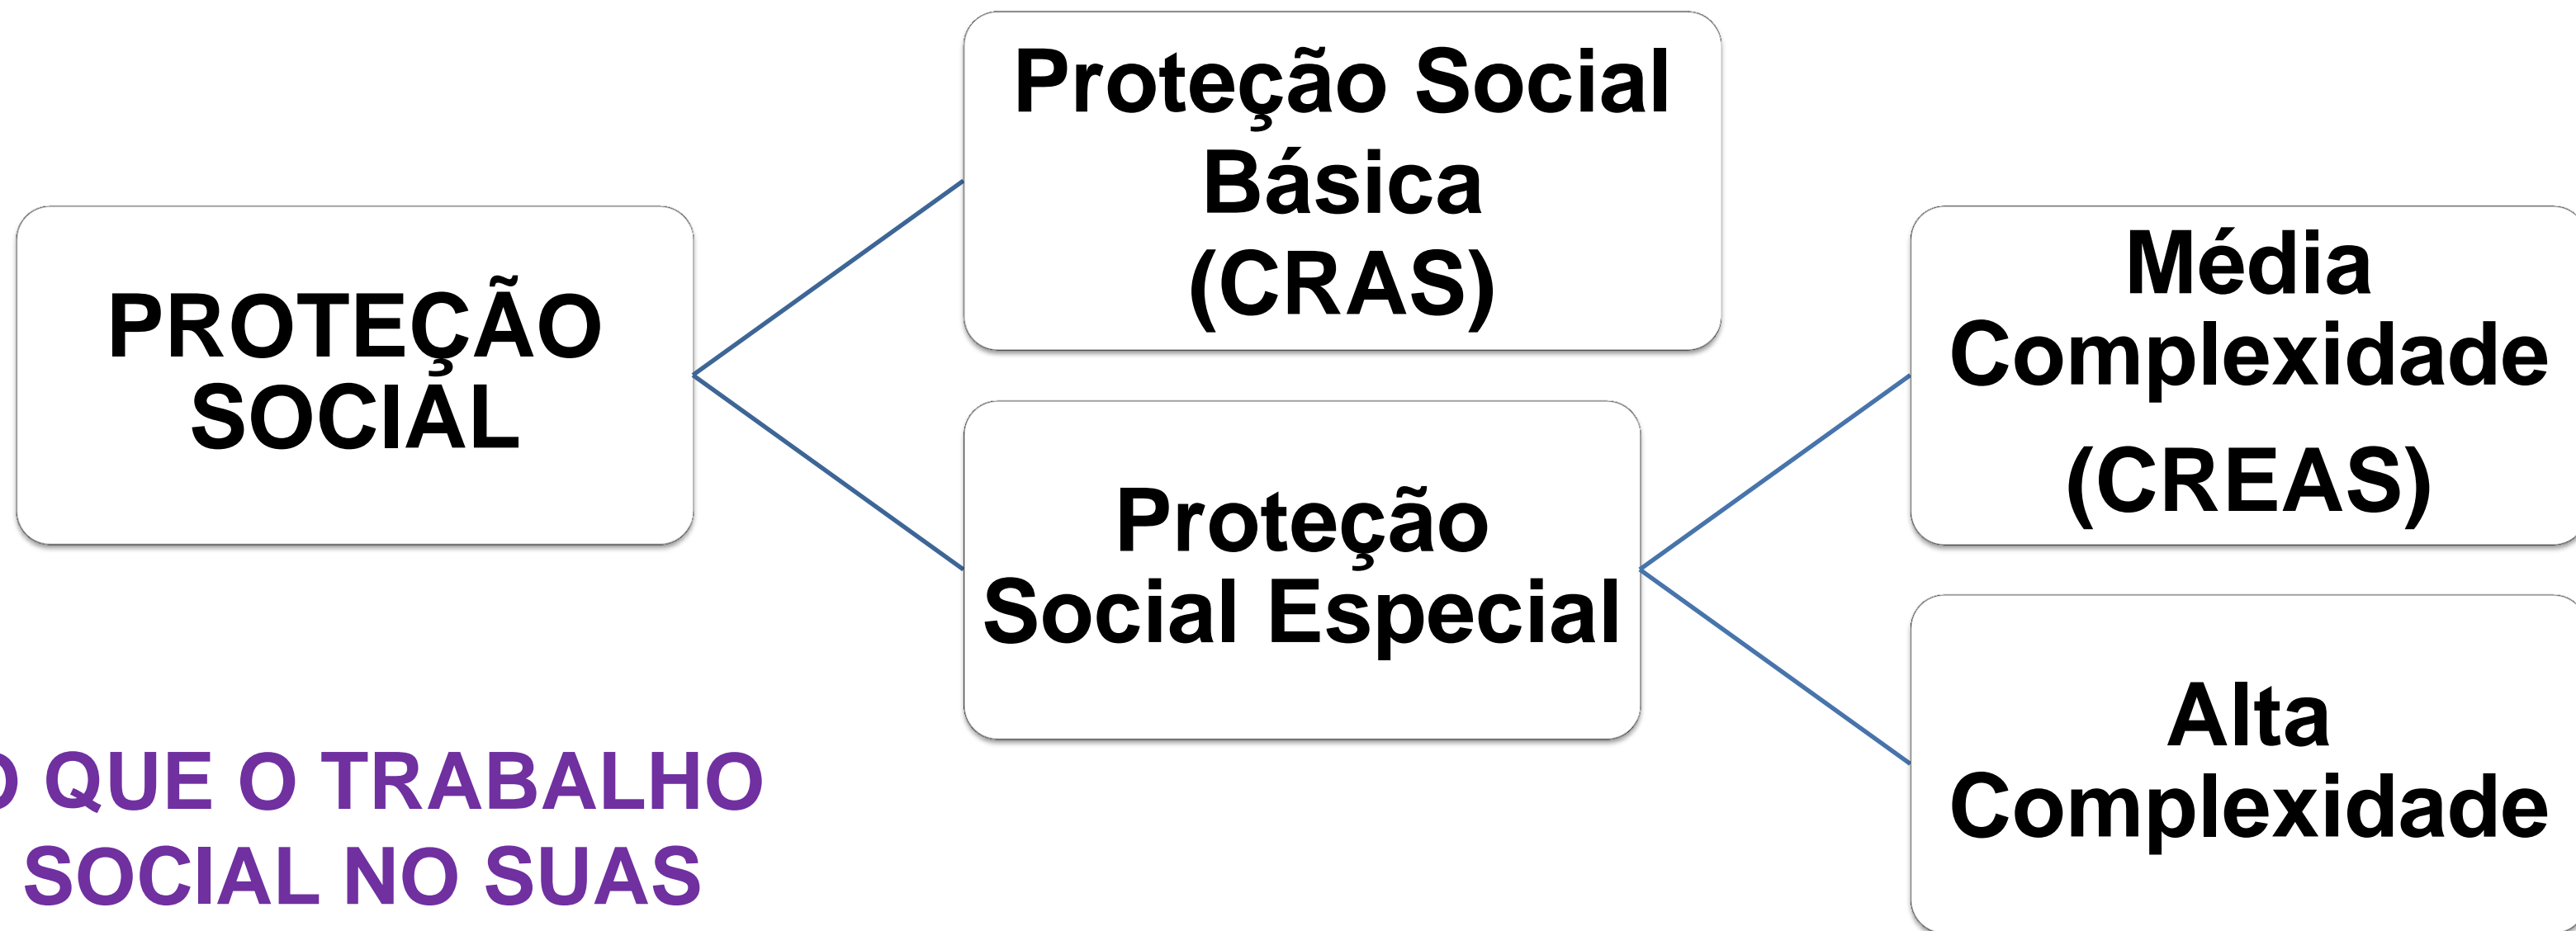 PROTEÇÃO
SOCIAL
Proteção Social
Básica
(CRAS)
Proteção
Social Especial
Média
Complexidade
(CREAS)
Alta
Complexidade
O QUE O TRABALHO
SOCIAL NO SUAS